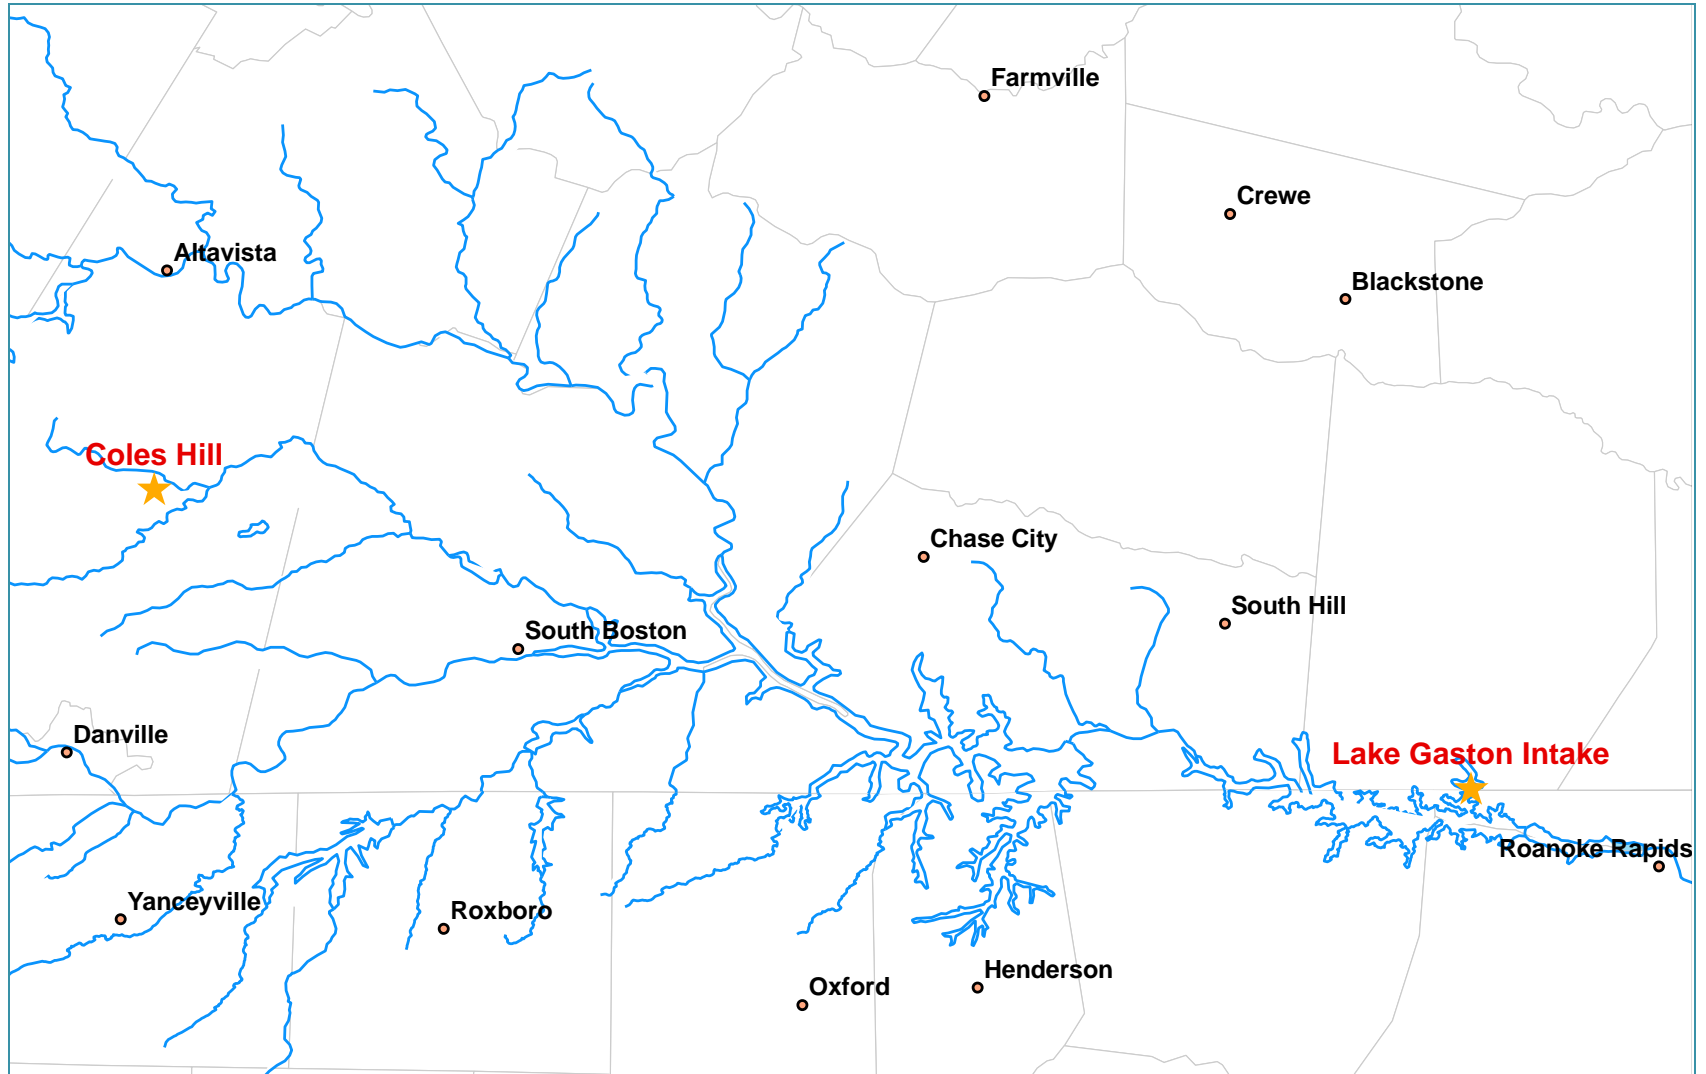 Farmville
Crewe
Altavista
Blackstone
Coles Hill
Chase City
South Hill
South Boston
Danville
Lake Gaston Intake
Roanoke Rapids
Yanceyville
Roxboro
Henderson
Oxford